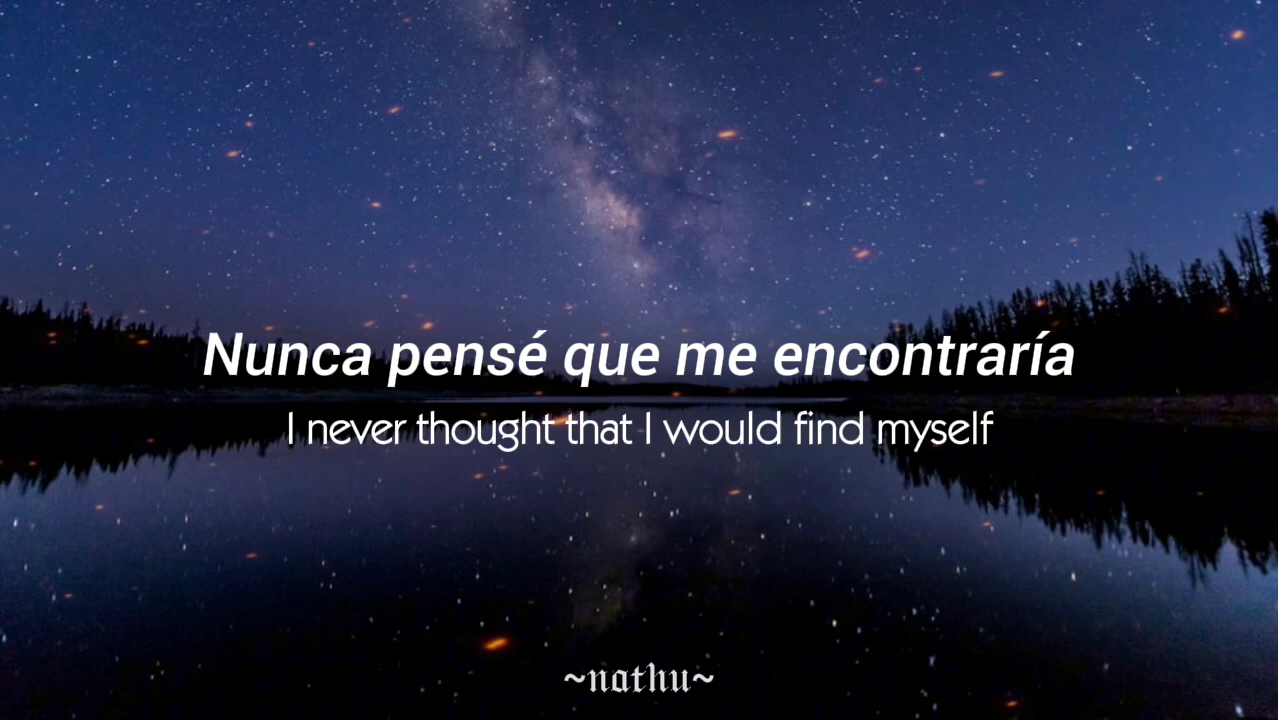 Nunca pensé que me encontraría
I never thought that I would find myself
~nathu~